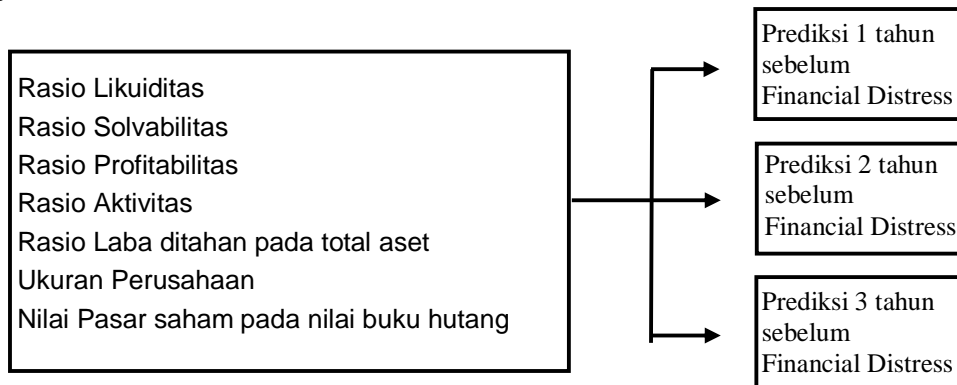 Rasio Likuiditas
Rasio Solvabilitas
Rasio Profitabilitas
Rasio Aktivitas
Rasio Laba ditahan pada total aset
Ukuran Perusahaan
Nilai Pasar saham pada nilai buku hutang
Prediksi 1 tahun
sebelum
Financial Distress
Prediksi 2 tahun
sebelum
Financial Distress
Prediksi 3 tahun
sebelum
Financial Distress